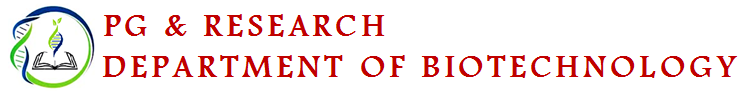 PG & RESEARCH
DEPARTMENT OF BIOTECHNOLOGY